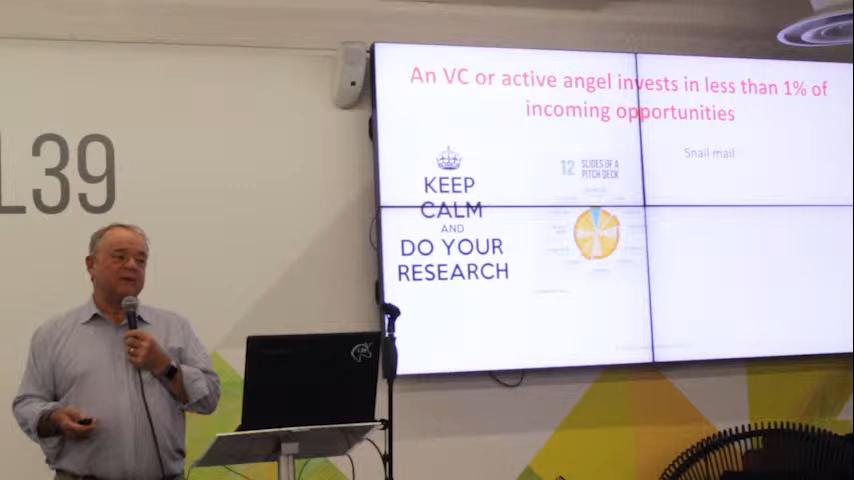 L39
An VC or active angel invests in less than 1% of
incoming opportunities
Snail mail
KEEP
CALM
AND
DO YOUR
RESEARCH
12 SLIDES OF A
PITCH DECK